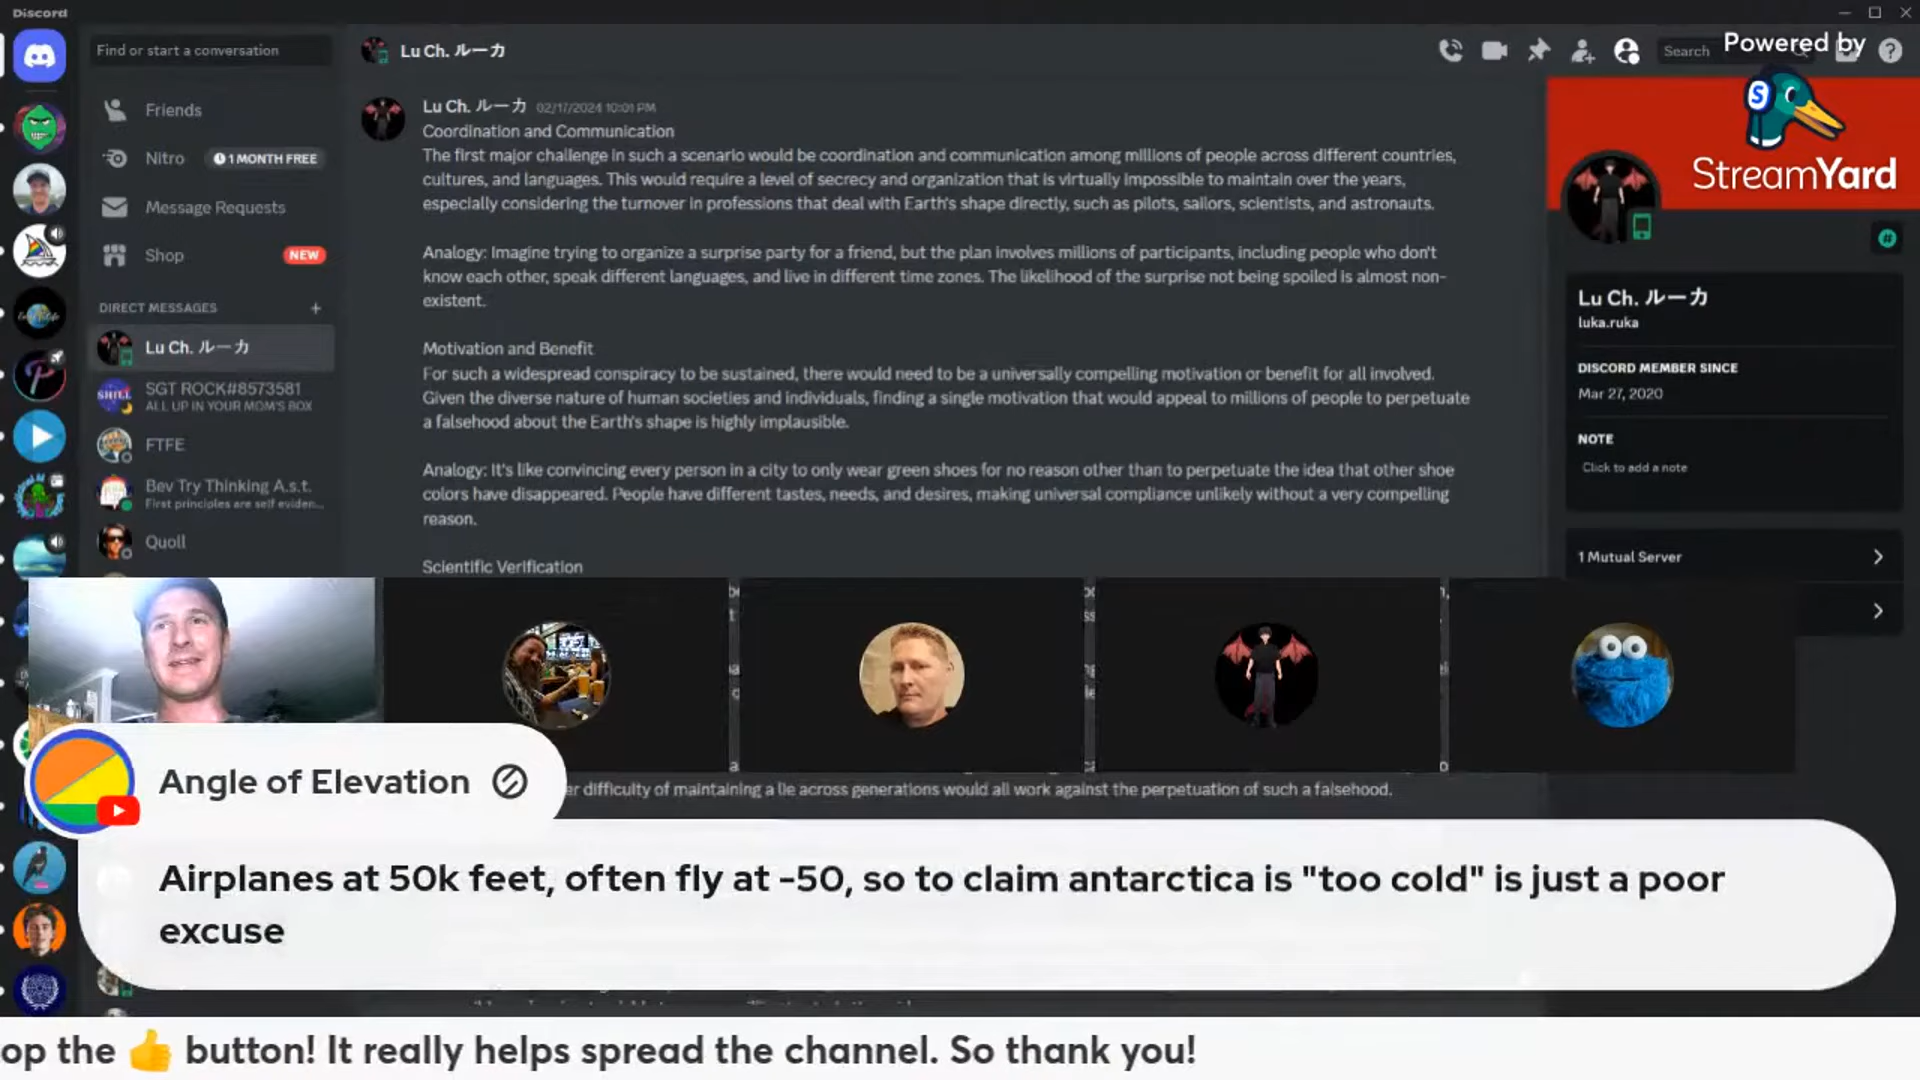 Discord
Find or start a conversation
Friends
Nitro
1 MONTH FREE
Message Requests
Shop
NEW
DIRECT MESSAGES
Lu Ch. ルーカ
SGT ROCK#8573581
ALL UP IN YOUR MOM'S BOX
SHILL
FTFE
Bev Try Thinking A.s.t.
First principles are self eviden...
Quoll
Lu Ch. ルーカ
Search
Powered by
StreamYard
Lu Ch. ルーカ 02/17/2024 10:01 PM
Coordination and Communication
The first major challenge in such a scenario would be coordination and communication among millions of people across different countries,
cultures, and languages. This would require a level of secrecy and organization that is virtually impossible to maintain over the years,
especially considering the turnover in professions that deal with Earth's shape directly, such as pilots, sailors, scientists, and astronauts.
Analogy: Imagine trying to organize a surprise party for a friend, but the plan involves millions of participants, including people who don't
know each other, speak different languages, and live in different time zones. The likelihood of the surprise not being spoiled is almost non-
existent.
Motivation and Benefit
For such a widespread conspiracy to be sustained, there would need to be a universally compelling motivation or benefit for all involved.
Given the diverse nature of human societies and individuals, finding a single motivation that would appeal to millions of people to perpetuate
a falsehood about the Earth's shape is highly implausible.
Analogy: It's like convincing every person in a city to only wear green shoes for no reason other than to perpetuate the idea that other shoe
colors have disappeared. People have different tastes, needs, and desires, making universal compliance unlikely without a very compelling
reason.
Scientific Verification
difficulty of maintaining a lie across generations would all work against the perpetuation of such a falsehood.
Lu Ch. ルーカ
luka.ruka
DISCORD MEMBER SINCE
Mar 27, 2020
NOTE
Click to add a note
1 Mutual Server
Angle of Elevation
Airplanes at 50k feet, often fly at -50, so to claim antarctica is "too cold" is just a poor
excuse
op the 👍 button! It really helps spread the channel. So thank you!